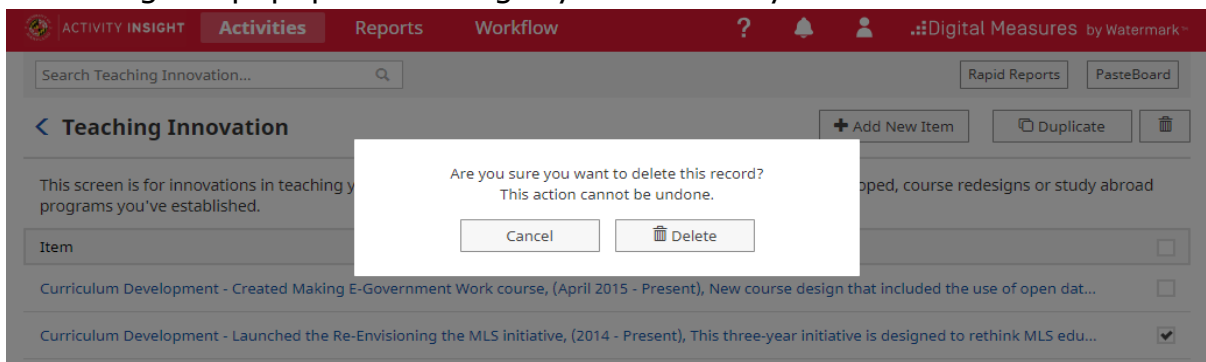 ACTIVITY INSIGHT Activities Reports Workflow ? .::Digital Measures by Watermark™
Search Teaching Innovation... Rapid Reports PasteBoard
< Teaching Innovation + Add New Item Duplicate
Are you sure you want to delete this record?
This action cannot be undone.
This screen is for innovations in teaching y oped, course redesigns or study abroad
programs you've established.
Cancel Delete
Item
Curriculum Development - Created Making E-Government Work course, (April 2015 - Present), New course design that included the use of open dat...
Curriculum Development - Launched the Re-Envisioning the MLS initiative, (2014 - Present), This three-year initiative is designed to rethink MLS edu...